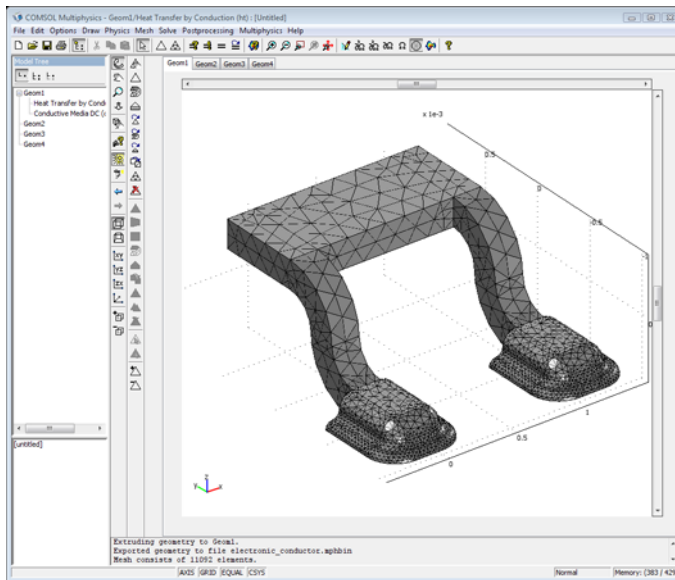 COMSOL Multiphysics - Geom1/Heat Transfer by Conduction (ht) : [Untitled]
File Edit Options Draw Physics Mesh Solve Postprocessing Multiphysics Help
Model Tree
Geom1 Geom2 Geom3 Geom4
Geom1
Heat Transfer by Condu
Conductive Media DC (
Geom2
Geom3
Geom4
x 1e-3
0.5
0
-0.5
-1
0
1
0.5
0
z
y x
[untitled]
Extruding geometry to Geom1.
Exported geometry to file electronic_conductor.mphbin
Mesh consists of 11092 elements.
AXIS GRID EQUAL CSYS Normal Memory: (383 / 429